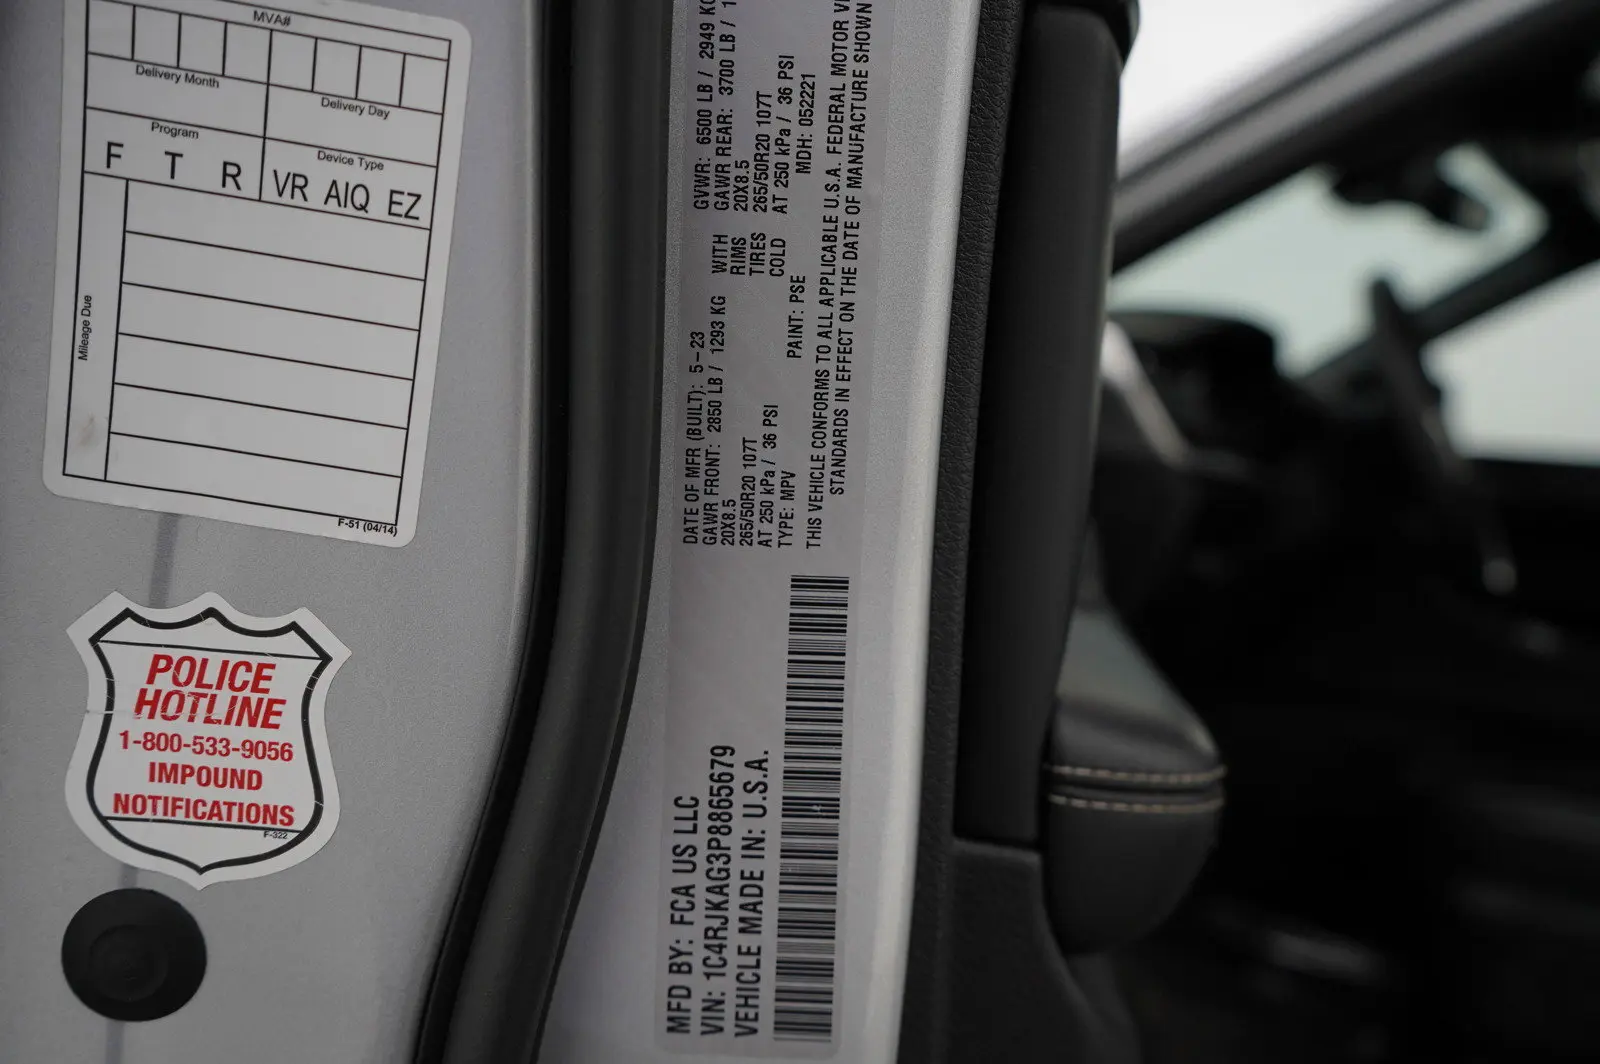 MVA#
Delivery Month
Delivery Day
Program
Device Type
F T R
VR AIQ EZ
Mileage Due
F-51 (04/14)
POLICE
HOTLINE
1-800-533-9056
IMPOUND
NOTIFICATIONS
F-322
MFD BY: FCA US LLC
VIN: 1C4RJKAG3P8865679
VEHICLE MADE IN: U.S.A.
DATE OF MFR (BUILT): 5-23 GVWR: 6500 LB / 2949 KG
GAWR FRONT: 2850 LB / 1293 KG WITH GAWR REAR: 3700 LB /
20X8.5 RIMS 20X8.5
265/50R20 107T TIRES 265/50R20 107T
AT 250 kPa / 36 PSI COLD AT 250 kPa / 36 PSI
TYPE: MPV PAINT: PSE MDH: 052221
THIS VEHICLE CONFORMS TO ALL APPLICABLE U.S.A. FEDERAL MOTOR
STANDARDS IN EFFECT ON THE DATE OF MANUFACTURE SHOWN